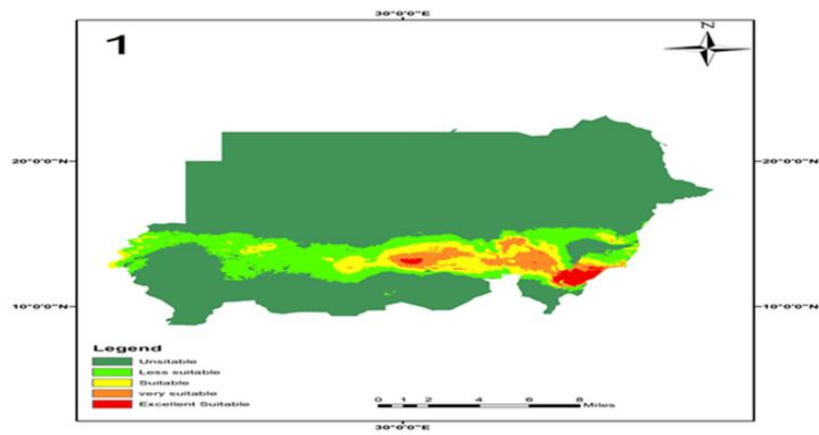 30°0'0"E
1
N
20°0'0"N
20°0'0"N
10°0'0"N
10°0'0"N
Legend
Unsitable
Less suitable
Suitable
very suitable
Excellent Suitable
0 1 2 4 6 8
Miles
30°0'0"E